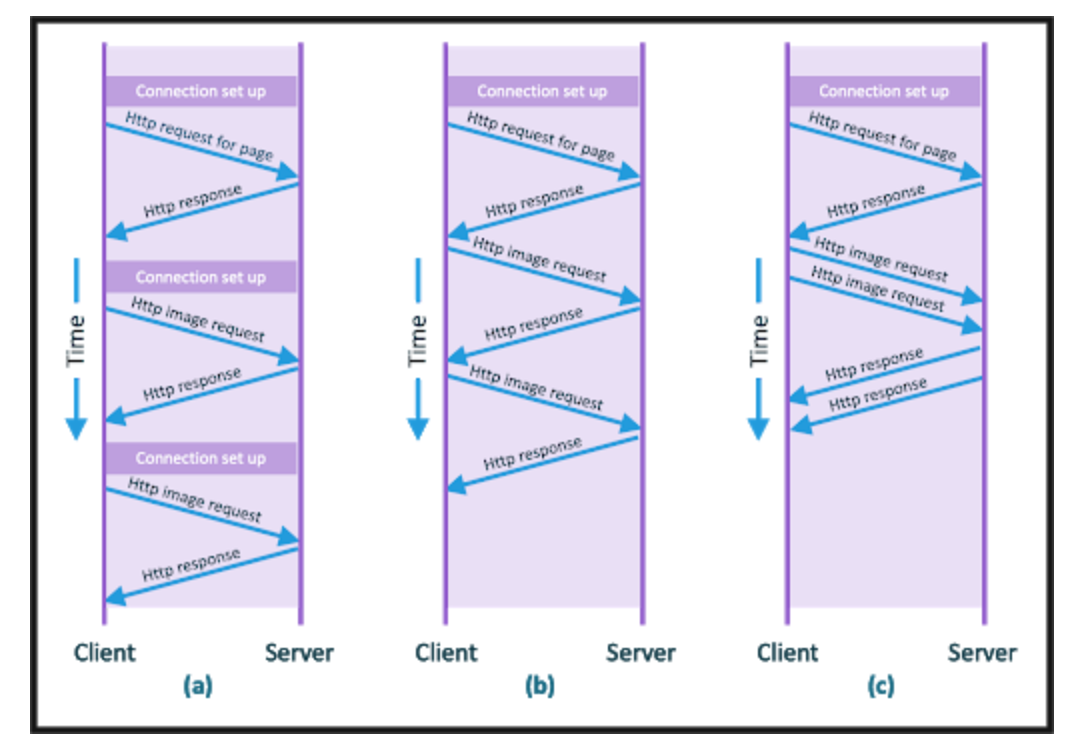 Connection set up
Http request for page
Http response
Connection set up
Http image request
Http response
Connection set up
Http image request
Http response
Time
Client
Server
(a)
Connection set up
Http request for page
Http response
Http image request
Http response
Http image request
Http response
Time
Client
Server
(b)
Connection set up
Http request for page
Http response
Http image request
Http image request
Http response
Http response
Time
Client
Server
(c)